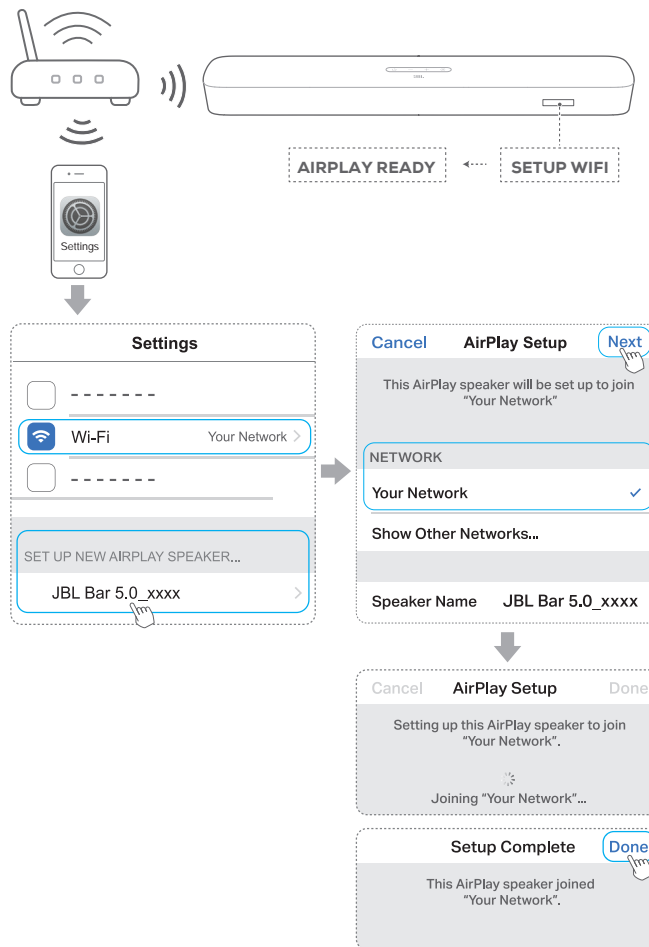 JBL
AIRPLAY READY
SETUP WIFI
Settings
Settings
Wi-Fi
Your Network
SET UP NEW AIRPLAY SPEAKER...
JBL Bar 5.0_xxxx
Cancel
AirPlay Setup
Next
This AirPlay speaker will be set up to join
“Your Network”
NETWORK
Your Network
Show Other Networks...
Speaker Name
JBL Bar 5.0_xxxx
Cancel
AirPlay Setup
Done
Setting up this AirPlay speaker to join
“Your Network”.
Joining “Your Network”...
Setup Complete
Done
This AirPlay speaker joined
“Your Network”.